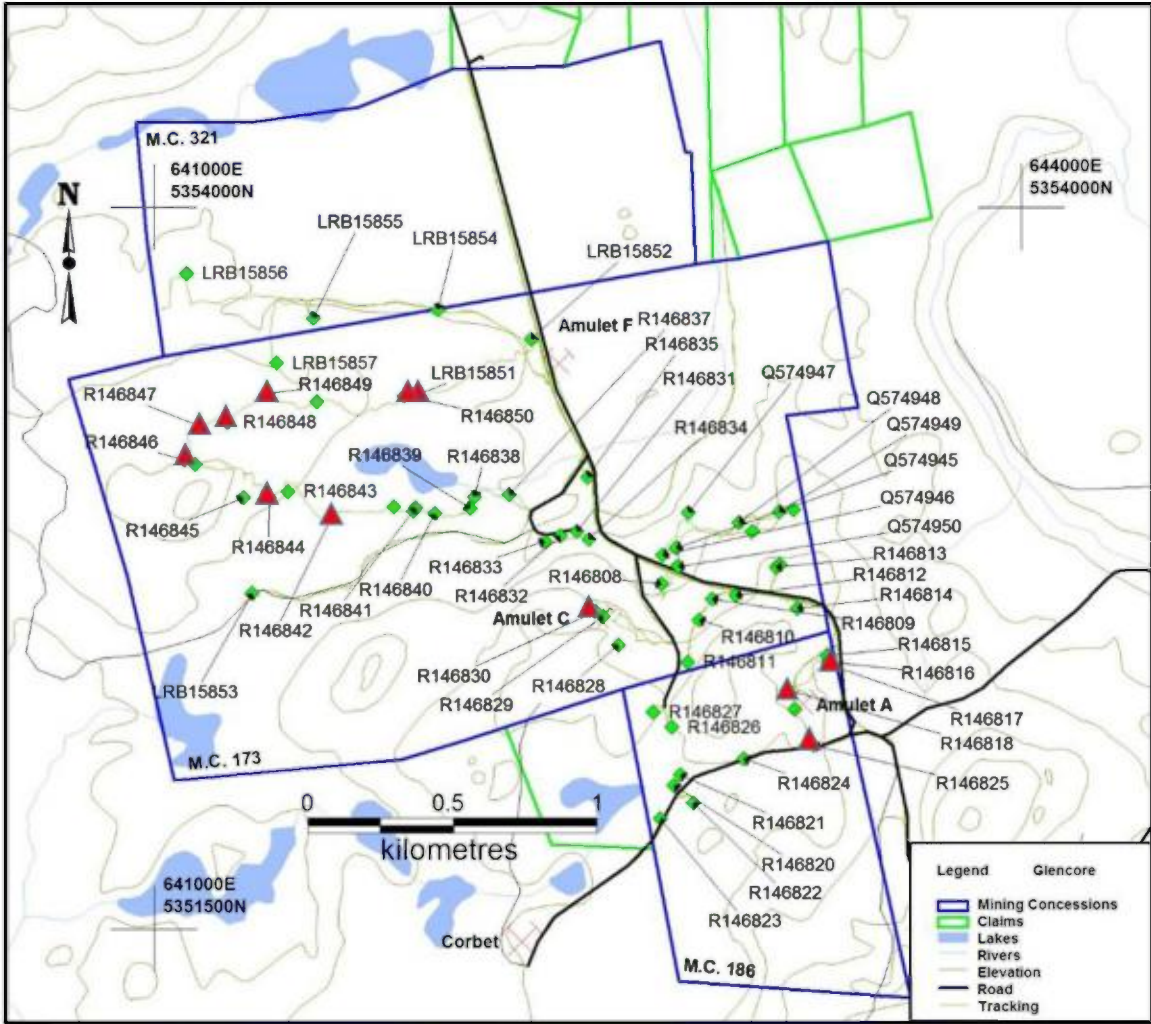 M.C. 321
641000E
5354000N
644000E
5354000N
N
LRB15855
LRB15854
LRB15852
LRB15856
Amulet F
R146837
R146835
R146831
Q574947
LRB15857
R146849
LRB15851
R146847
R146850
Q574948
R146848
R146834
Q574949
R146846
R146839
R146838
Q574945
R146843
Q574946
R146845
Q574950
R146844
R146833
R146813
R146808
R146812
R146840
R146832
R146814
R146841
Amulet C
R146809
R146842
R146810
R146815
R146811
R146816
R146830
LRB15853
R146828
R146829
Amulet A
R146827
R146817
R146826
R146818
M.C. 173
R146824
R146825
0 0.5 1
kilometres
R146821
R146820
641000E
5351500N
R146822
R146823
Corbet
M.C. 186
Legend Glencore
Mining Concessions
Claims
Lakes
Rivers
Elevation
Road
Tracking